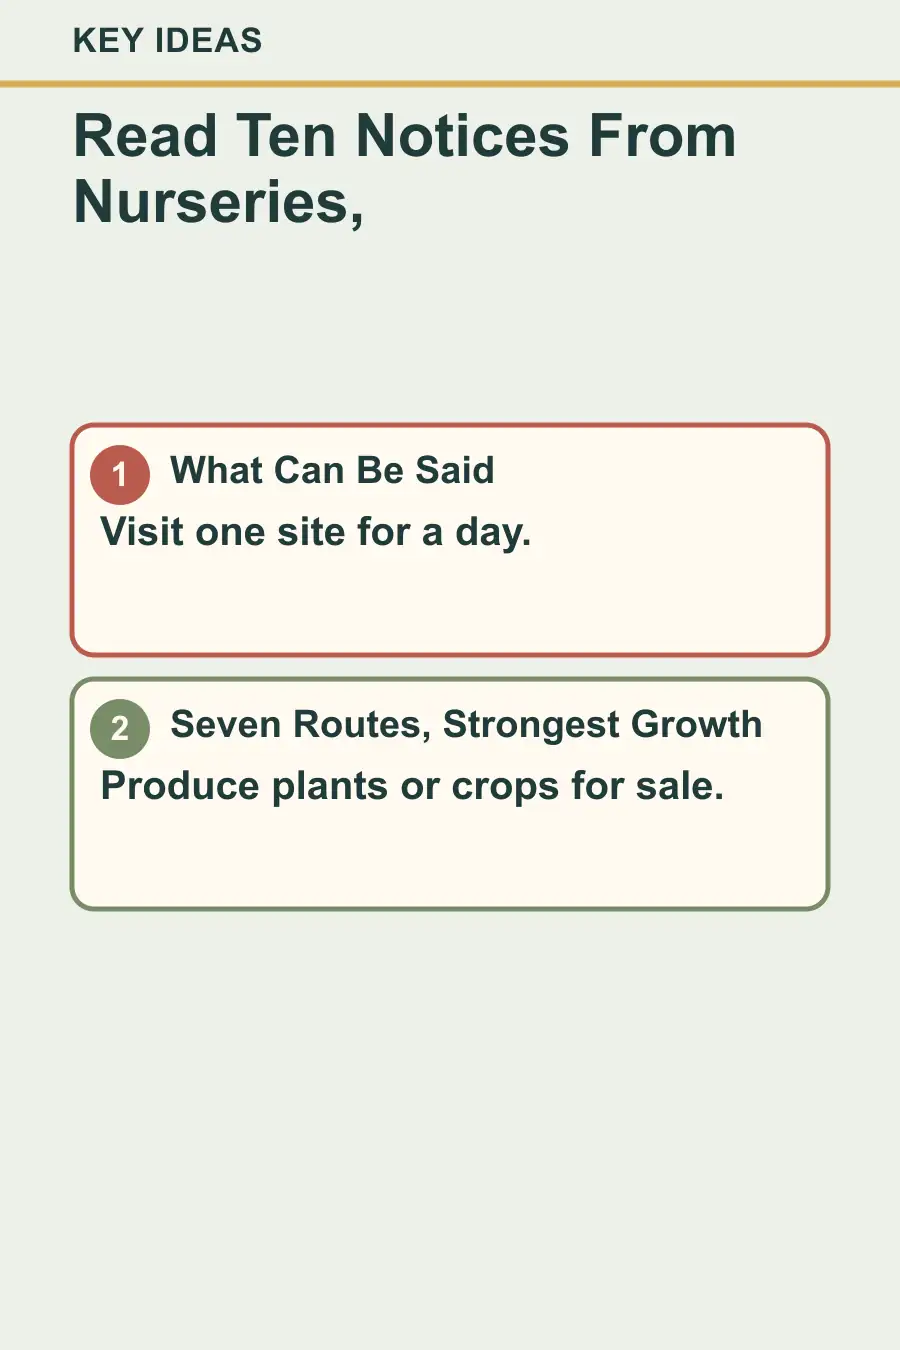 KEY IDEAS
Read Ten Notices From
Nurseries,
1 What Can Be Said
Visit one site for a day.
2 Seven Routes, Strongest Growth
Produce plants or crops for sale.